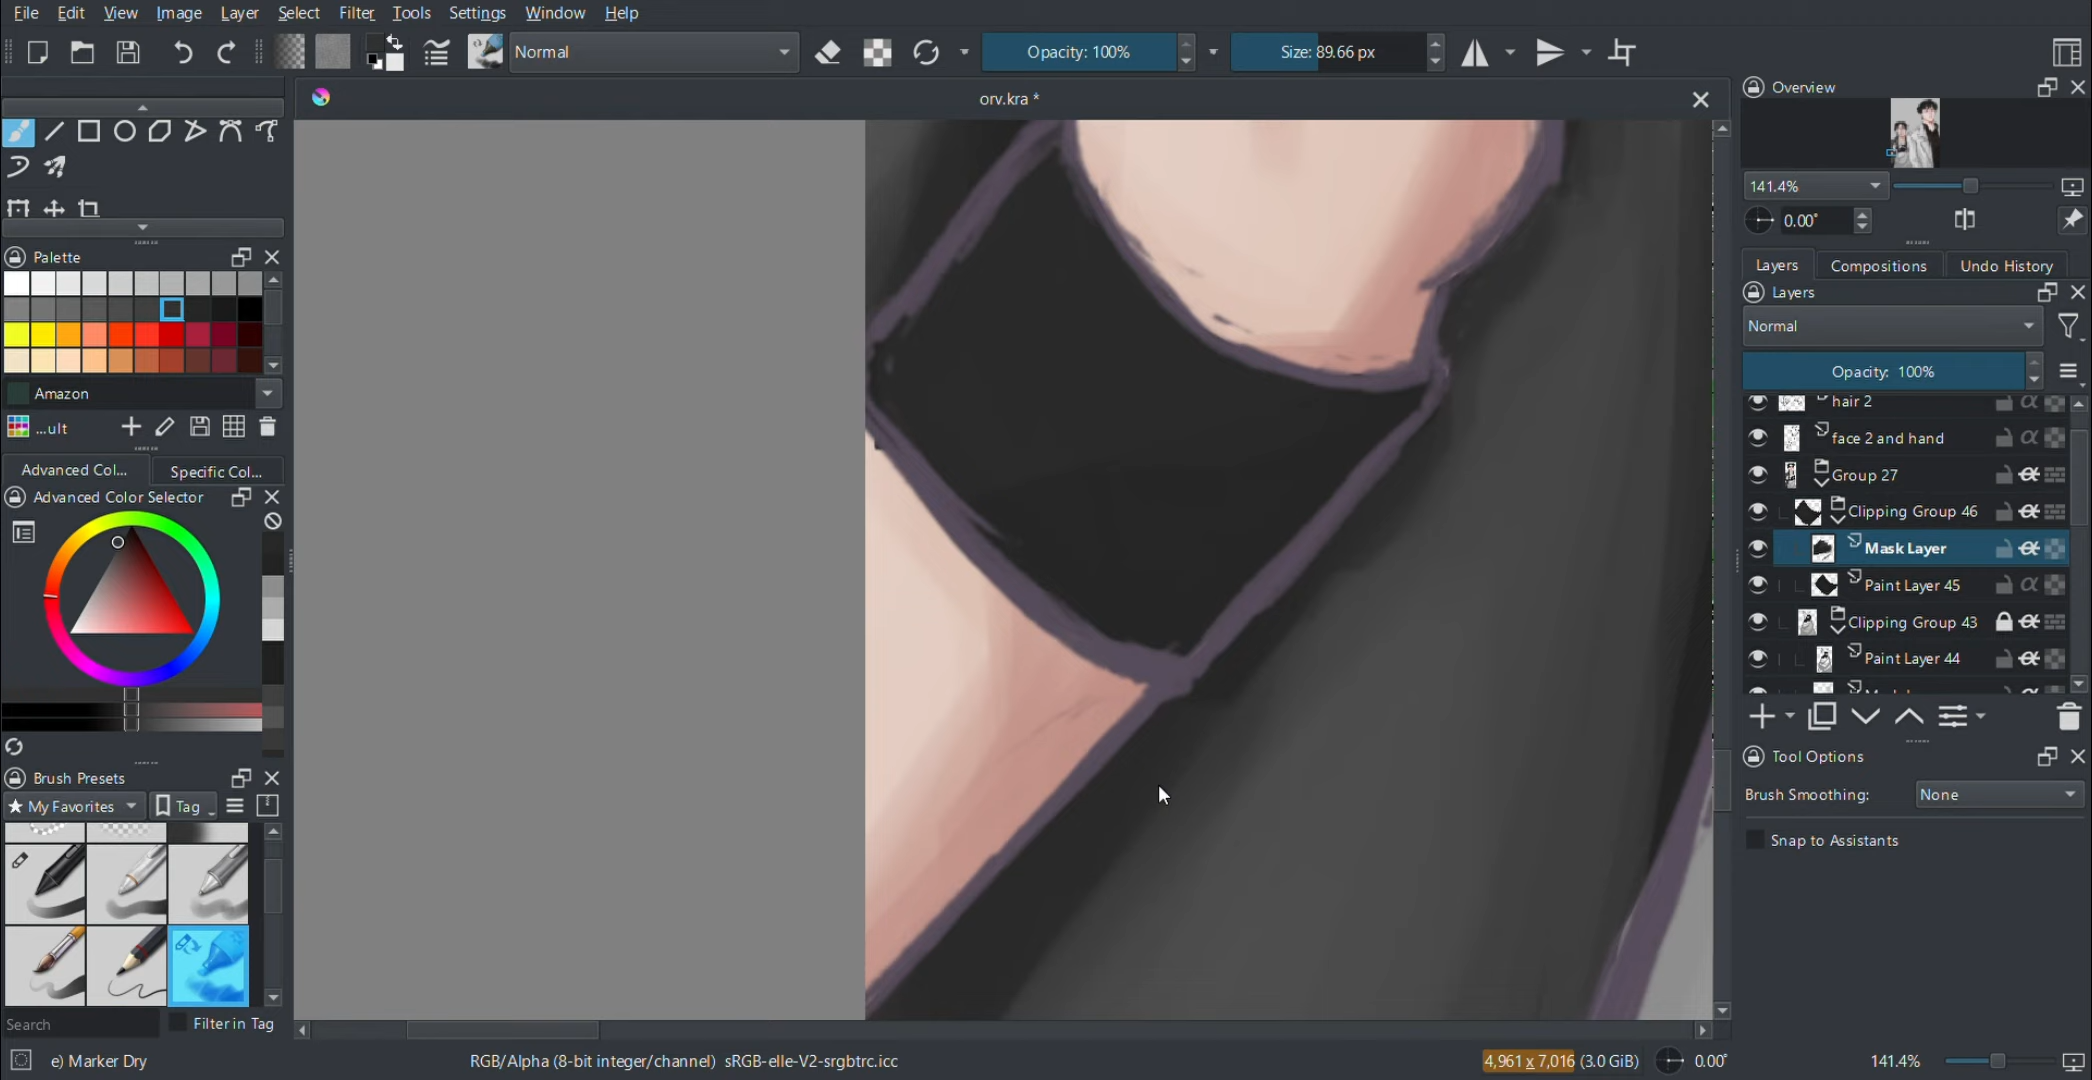 File Edit View Image Layer Select Filter Tools Settings Window Help
Normal Opacity: 100% Size: 89.66 px
orv.kra *
Overview
141.4%
0.00°
Layers Compositions Undo History
Layers
Normal
Opacity: 100%
hair 2
face 2 and hand
Group 27
Clipping Group 46
Mask Layer
Paint Layer 45
Clipping Group 43
Paint Layer 44
Tool Options
Brush Smoothing: None
Snap to Assistants
Palette
Amazon
...ult
Advanced Col... Specific Col...
Advanced Color Selector
Brush Presets
★ My Favorites Tag
Search Filter in Tag
e) Marker Dry RGB/Alpha (8-bit integer/channel) sRGB-elle-V2-srgbtrc.icc 4,961 x 7,016 (3.0 GiB) 0.00° 141.4%